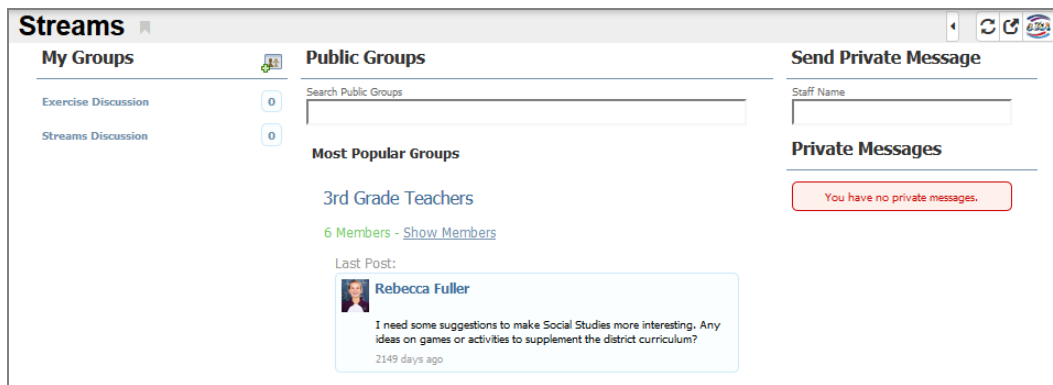 Streams
My Groups
Exercise Discussion 0
Streams Discussion 0
Public Groups
Search Public Groups
Most Popular Groups
3rd Grade Teachers
6 Members - Show Members
Last Post:
Rebecca Fuller
I need some suggestions to make Social Studies more interesting. Any
ideas on games or activities to supplement the district curriculum?
2149 days ago
Send Private Message
Staff Name
Private Messages
You have no private messages.